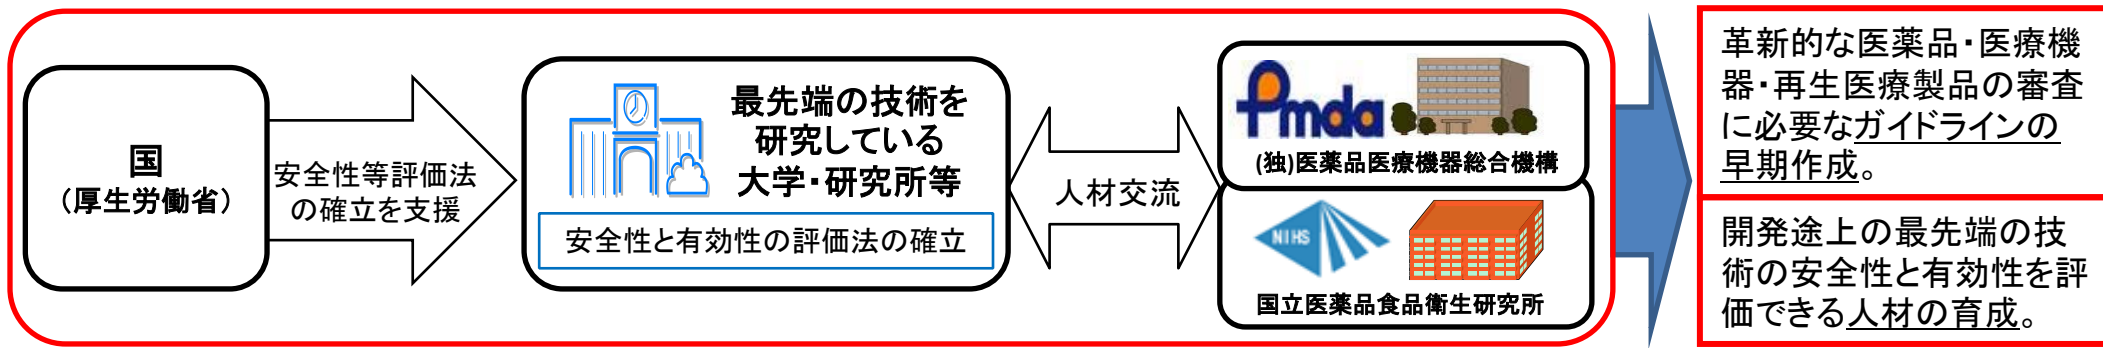 国
(厚生労働省)
安全性等評価法
の確立を支援
最先端の技術を
研究している
大学・研究所等
安全性と有効性の評価法の確立
人材交流
Pmda
(独)医薬品医療機器総合機構
NIHS
国立医薬品食品衛生研究所
革新的な医薬品・医療機
器・再生医療製品の審査
に必要なガイドラインの
早期作成。
開発途上の最先端の技
術の安全性と有効性を評
価できる人材の育成。